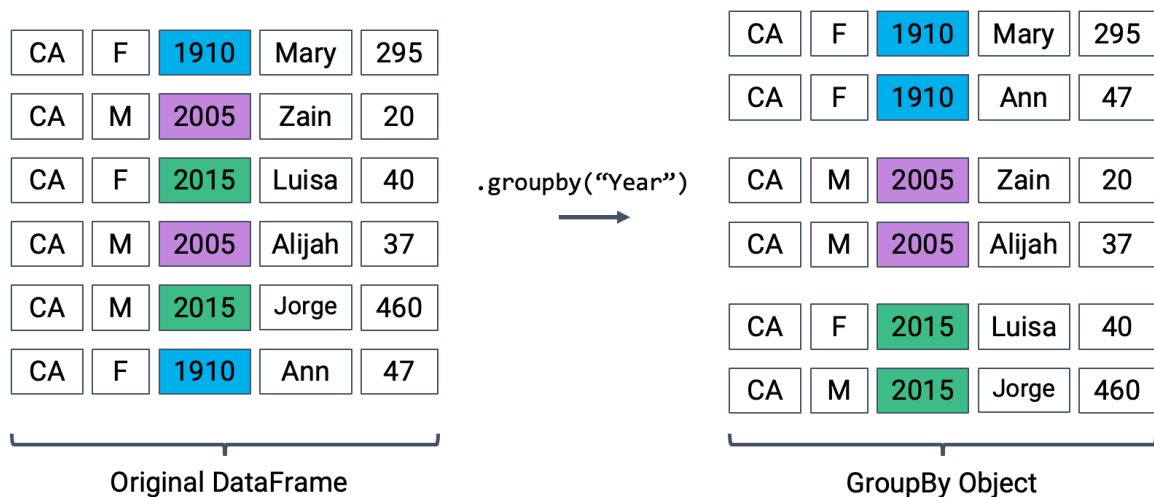 CA F 1910 Mary 295
CA M 2005 Zain 20
CA F 2015 Luisa 40
CA M 2005 Alijah 37
CA M 2015 Jorge 460
CA F 1910 Ann 47
Original DataFrame
.groupby(“Year”)
CA F 1910 Mary 295
CA F 1910 Ann 47
CA M 2005 Zain 20
CA M 2005 Alijah 37
CA F 2015 Luisa 40
CA M 2015 Jorge 460
GroupBy Object